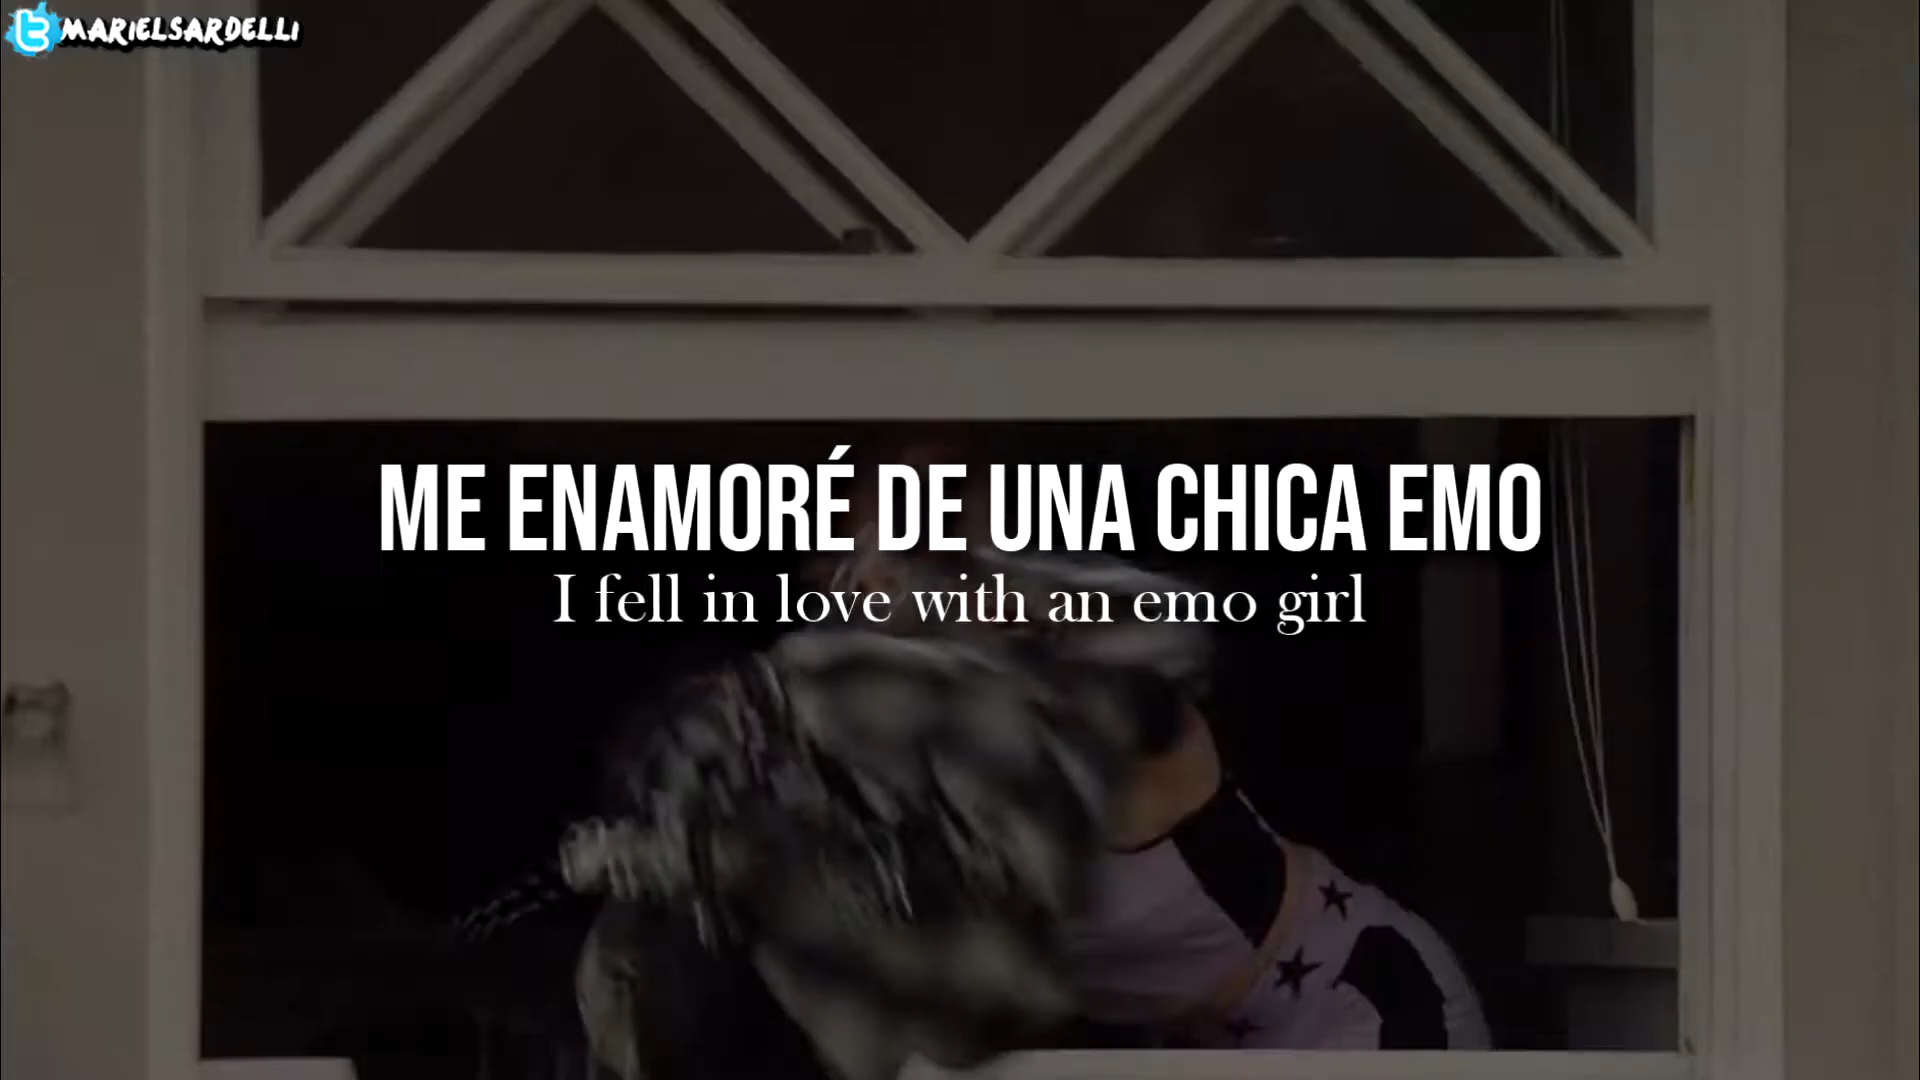 MARIELSARDELLI
ME ENAMORÉ DE UNA CHICA EMO
I fell in love with an emo girl